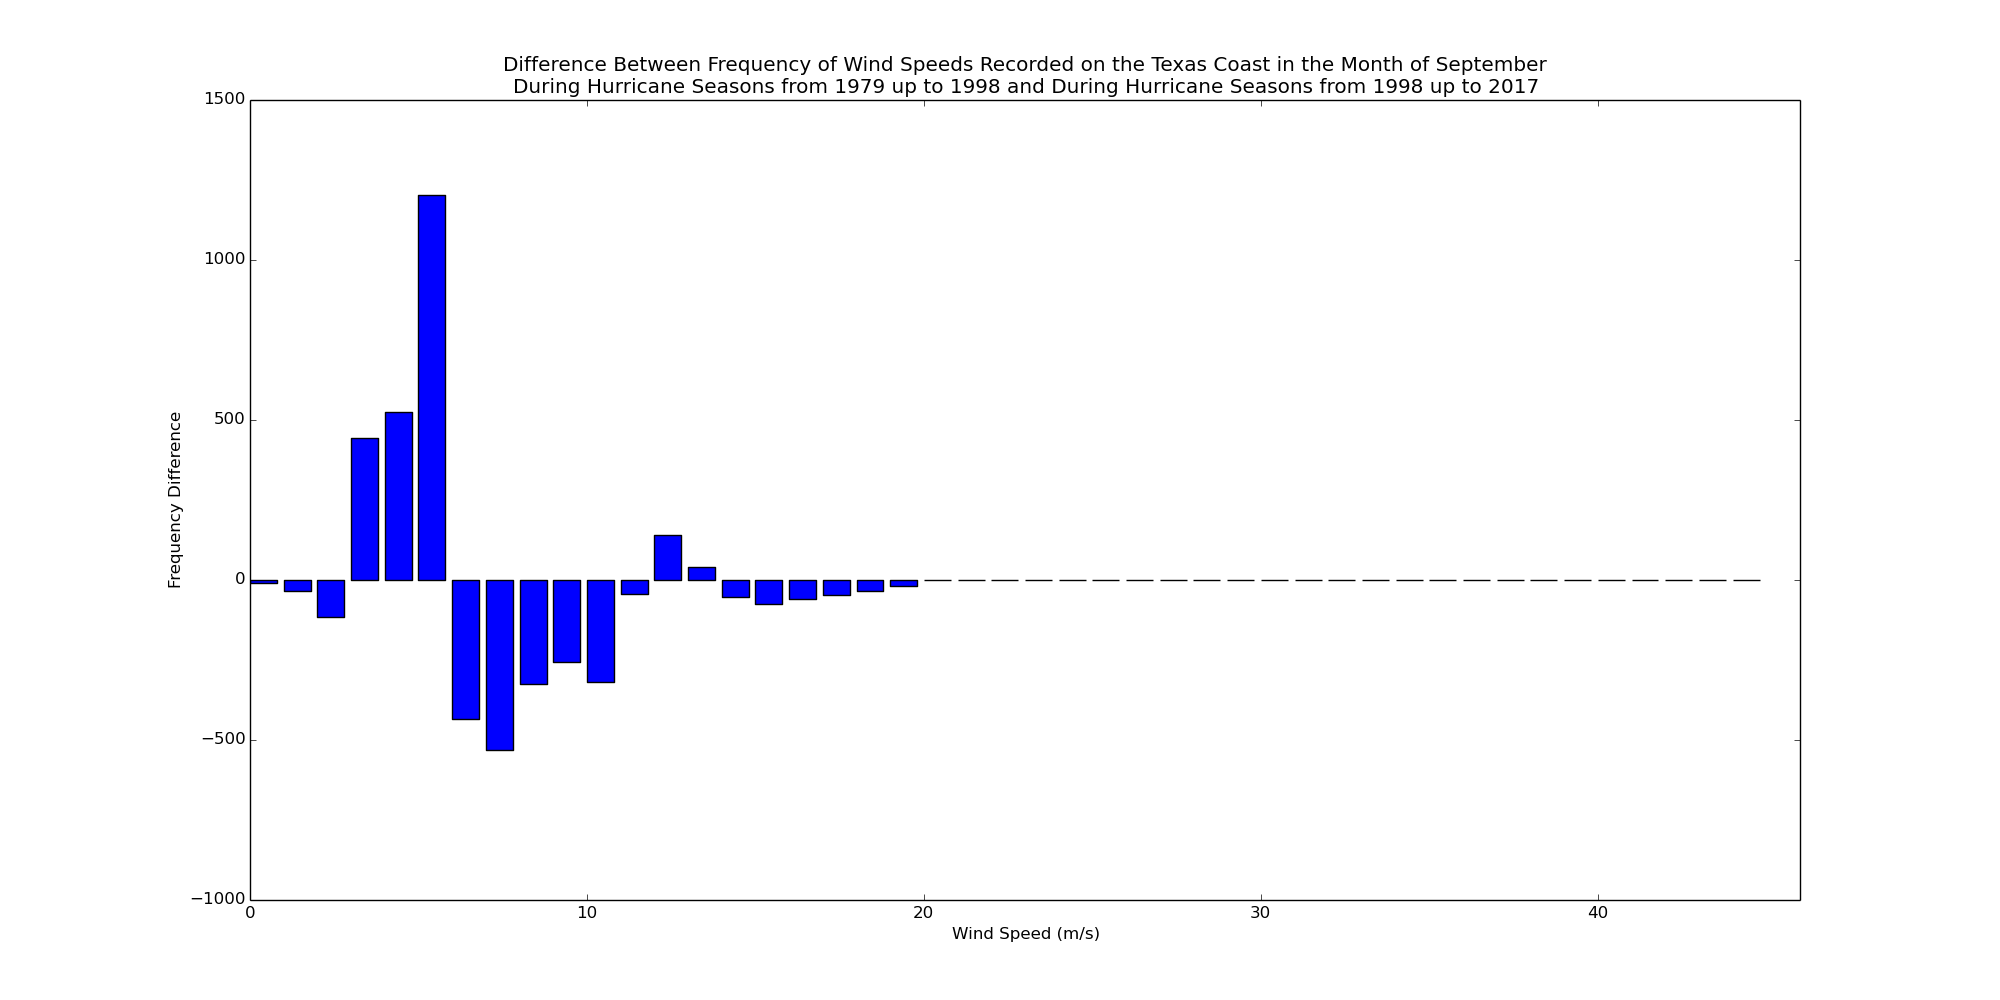 Difference Between Frequency of Wind Speeds Recorded on the Texas Coast in the Month of September
During Hurricane Seasons from 1979 up to 1998 and During Hurricane Seasons from 1998 up to 2017
1500
1000
500
0
−500
−1000
Frequency Difference
0 10 20 30 40
Wind Speed (m/s)